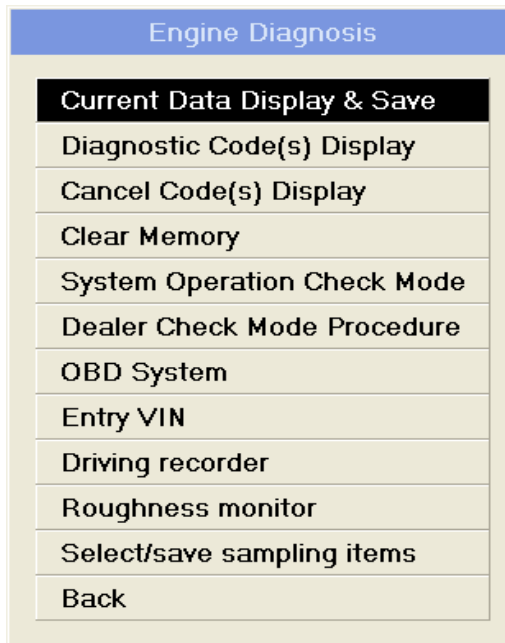 Engine Diagnosis
Current Data Display & Save
Diagnostic Code(s) Display
Cancel Code(s) Display
Clear Memory
System Operation Check Mode
Dealer Check Mode Procedure
OBD System
Entry VIN
Driving recorder
Roughness monitor
Select/save sampling items
Back